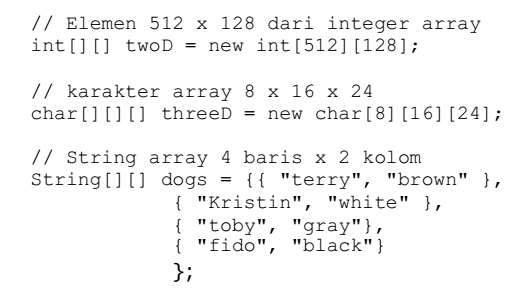 // Elemen 512 x 128 dari integer array
int[][] twoD = new int[512][128];
// karakter array 8 x 16 x 24
char[][][] threeD = new char[8][16][24];
// String array 4 baris x 2 kolom
String[][] dogs = {{ "terry", "brown" },
{ "Kristin", "white" },
{ "toby", "gray"},
{ "fido", "black"}
};